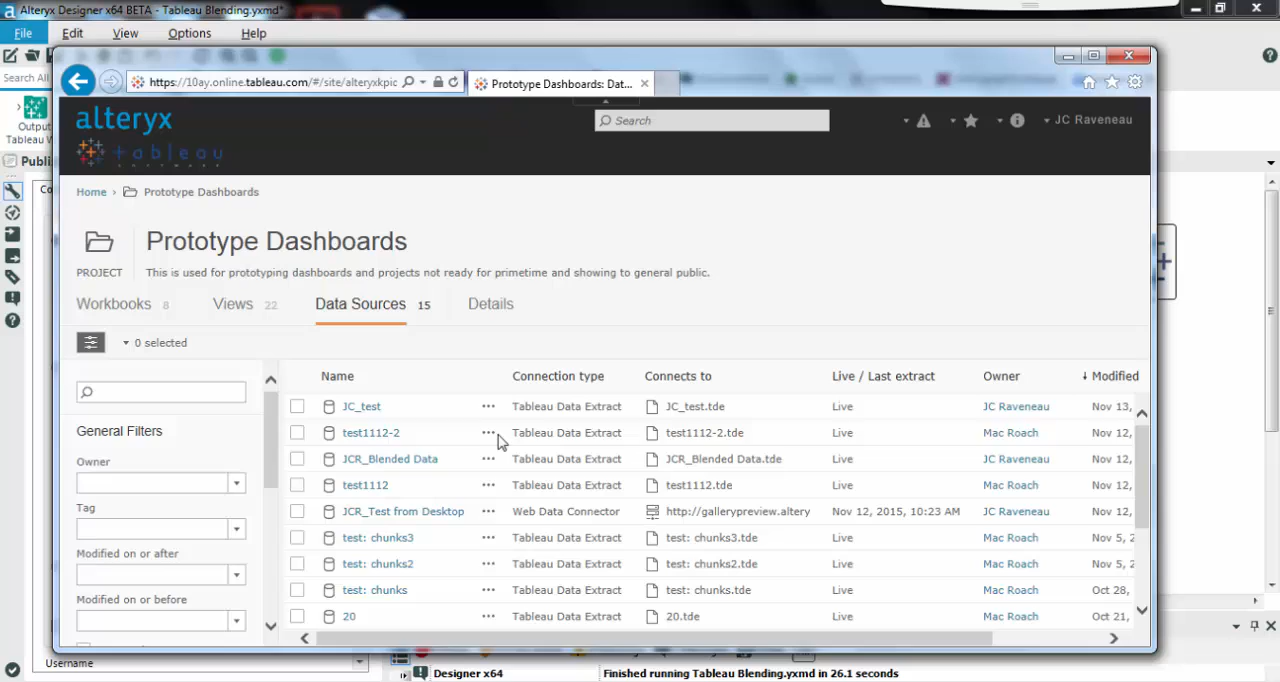 Alteryx Designer x64 BETA - Tableau Blending.yxmd*
File Edit View Options Help
Search All
https://10ay.online.tableau.com/#/site/alteryxkpic
Prototype Dashboards: Dat...
Output
Tableau W
Publi
Co
alteryx
+ableau
Search
JC Raveneau
Home › Prototype Dashboards
Prototype Dashboards
PROJECT
This is used for prototyping dashboards and projects not ready for primetime and showing to general public.
Workbooks 8 Views 22 Data Sources 15 Details
0 selected
Name Connection type Connects to Live / Last extract Owner Modified
JC_test ... Tableau Data Extract JC_test.tde Live JC Raveneau Nov 13,
test1112-2 ... Tableau Data Extract test1112-2.tde Live Mac Roach Nov 12,
JCR_Blended Data ... Tableau Data Extract JCR_Blended Data.tde Live JC Raveneau Nov 12,
test1112 ... Tableau Data Extract test1112.tde Live Mac Roach Nov 12,
JCR_Test from Desktop ... Web Data Connector http://gallerypreview.altery Nov 12, 2015, 10:23 AM JC Raveneau Nov 12,
test: chunks3 ... Tableau Data Extract test: chunks3.tde Live Mac Roach Nov 5, 2
test: chunks2 ... Tableau Data Extract test: chunks2.tde Live Mac Roach Nov 5, 2
test: chunks ... Tableau Data Extract test: chunks.tde Live Mac Roach Oct 28,
20 ... Tableau Data Extract 20.tde Live Mac Roach Oct 21,
General Filters
Owner
Tag
Modified on or after
Modified on or before
Username
Designer x64 Finished running Tableau Blending.yxmd in 26.1 seconds